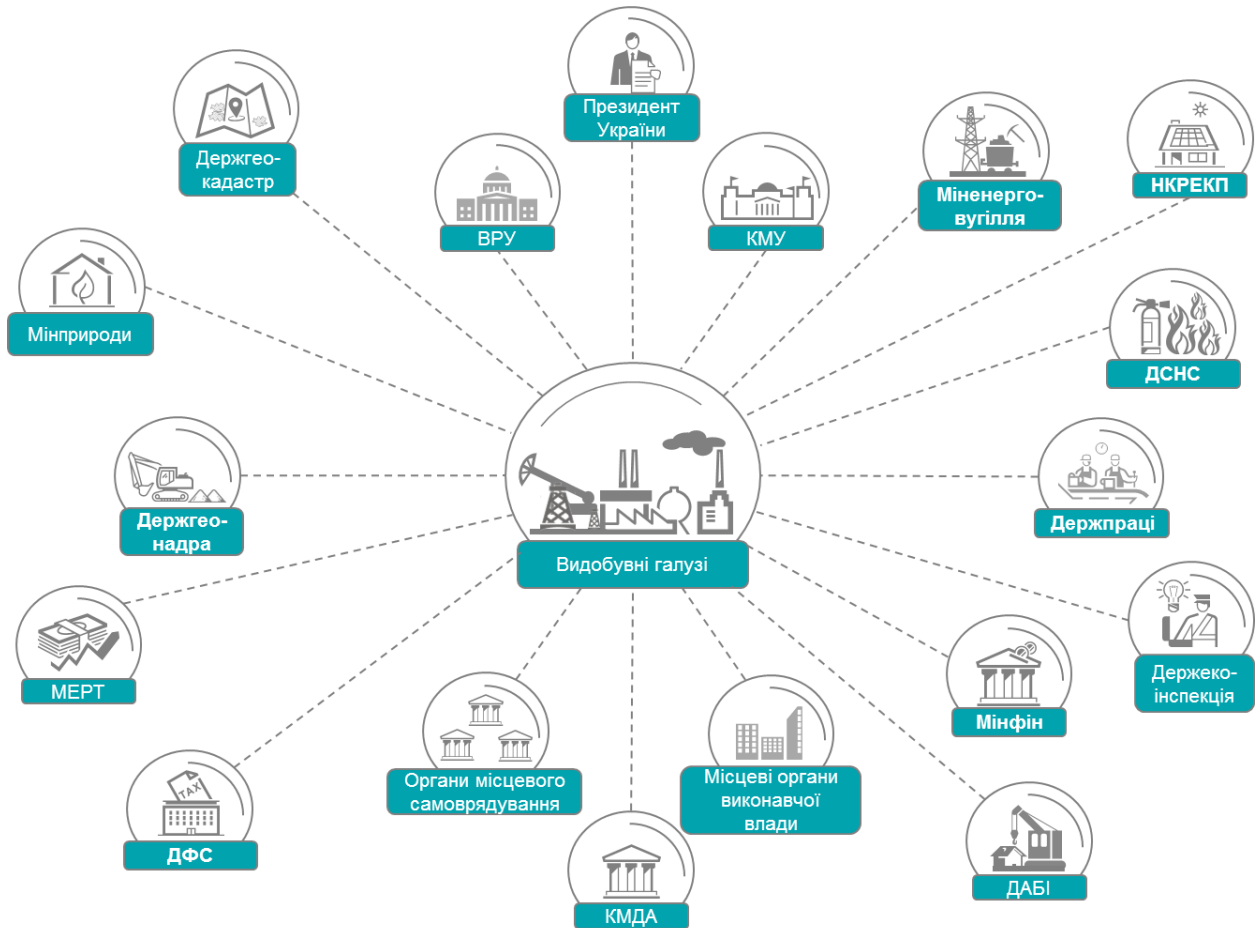 Президент
України
Держгео-
кадастр
ВРУ
КМУ
Міненерго-
вугілля
НКРЕКП
Мінприроди
ДСНС
Держгео-
надра
Держпраці
Видобувні галузі
МЕРТ
Держеко-
інспекція
Мінфін
Органи місцевого
самоврядування
Місцеві органи
виконавчої
влади
TAX
ДФС
КМДА
ДАБІ